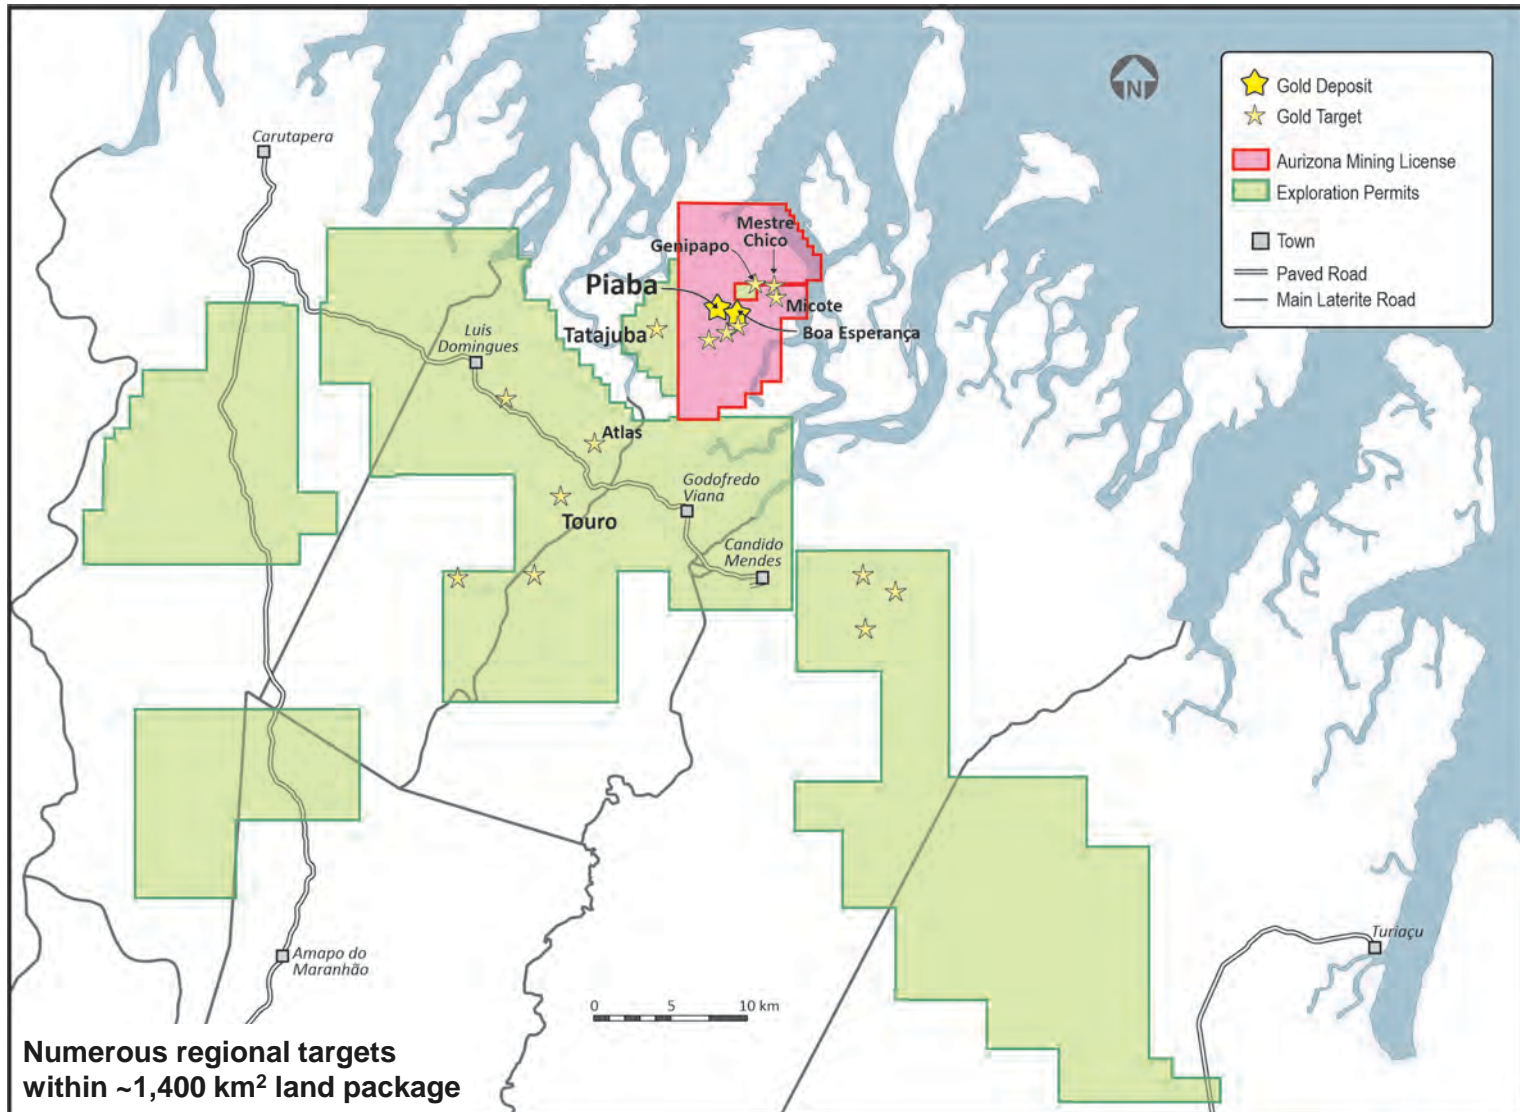 N
Gold Deposit
Gold Target
Aurizona Mining License
Exploration Permits
Town
Paved Road
Main Laterite Road
Carutapera
Mestre
Chico
Genipapo
Piaba
Micote
Tatajuba
Boa Esperança
Luis
Domingues
Atlas
Godofredo
Viana
Touro
Candido
Mendes
Turiaçu
Amapo do
Maranhão
0 5 10 km
Numerous regional targets
within ~1,400 km² land package